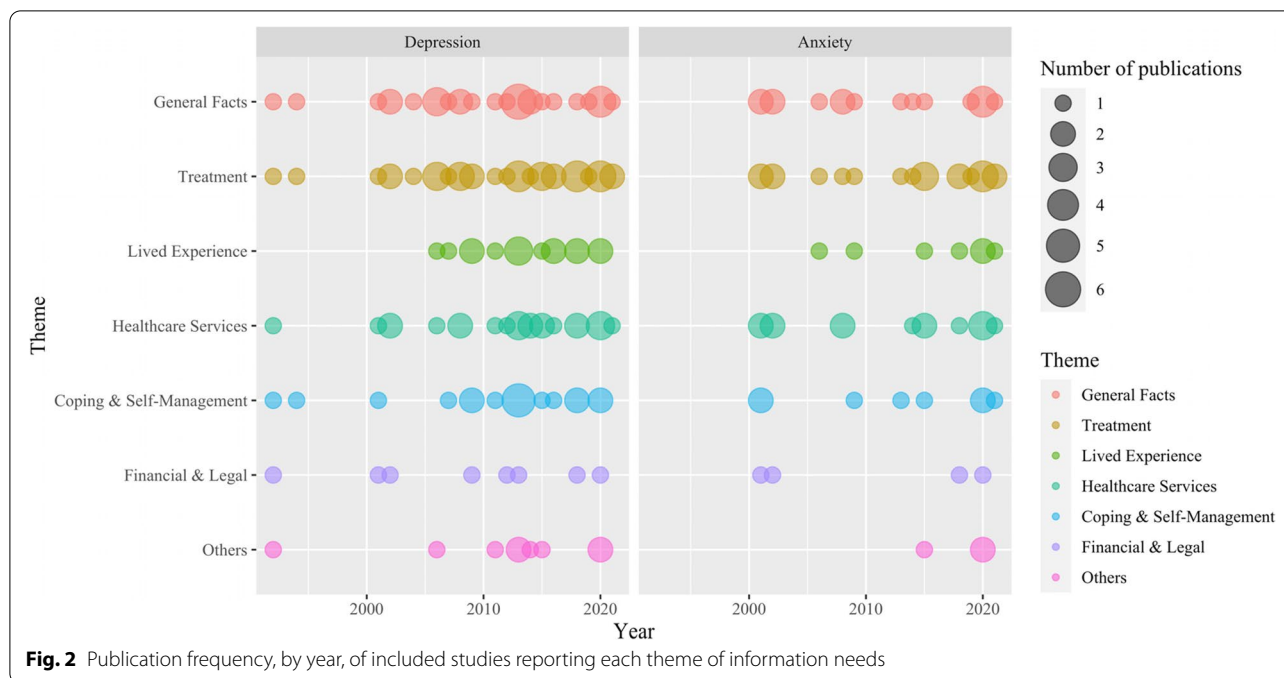 Depression
Anxiety
General Facts
Treatment
Lived Experience
Healthcare Services
Coping & Self-Management
Financial & Legal
Others
Theme
2000
2010
2020
2000
2010
2020
Year
Number of publications
1
2
3
4
5
6
Theme
General Facts
Treatment
Lived Experience
Healthcare Services
Coping & Self-Management
Financial & Legal
Others
Fig. 2 Publication frequency, by year, of included studies reporting each theme of information needs